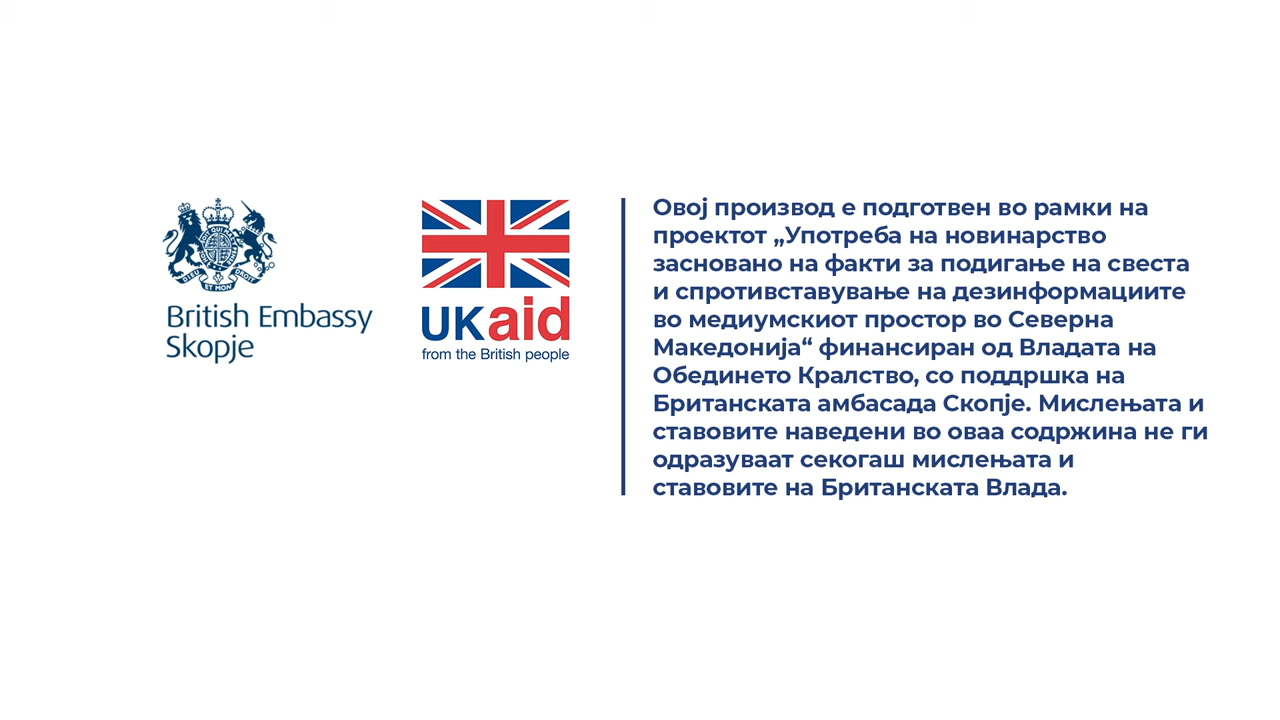 British Embassy
Skopje
UKaid
from the British people
Овој производ е подготвен во рамки на
проектот „Употреба на новинарство
засновано на факти за подигање на свеста
и спротивставување на дезинформациите
во медиумскиот простор во Северна
Македонија“ финансиран од Владата на
Обединето Кралство, со поддршка на
Британската амбасада Скопје. Мислењата и
ставовите наведени во оваа содржина не ги
одразуваат секогаш мислењата и
ставовите на Британската Влада.